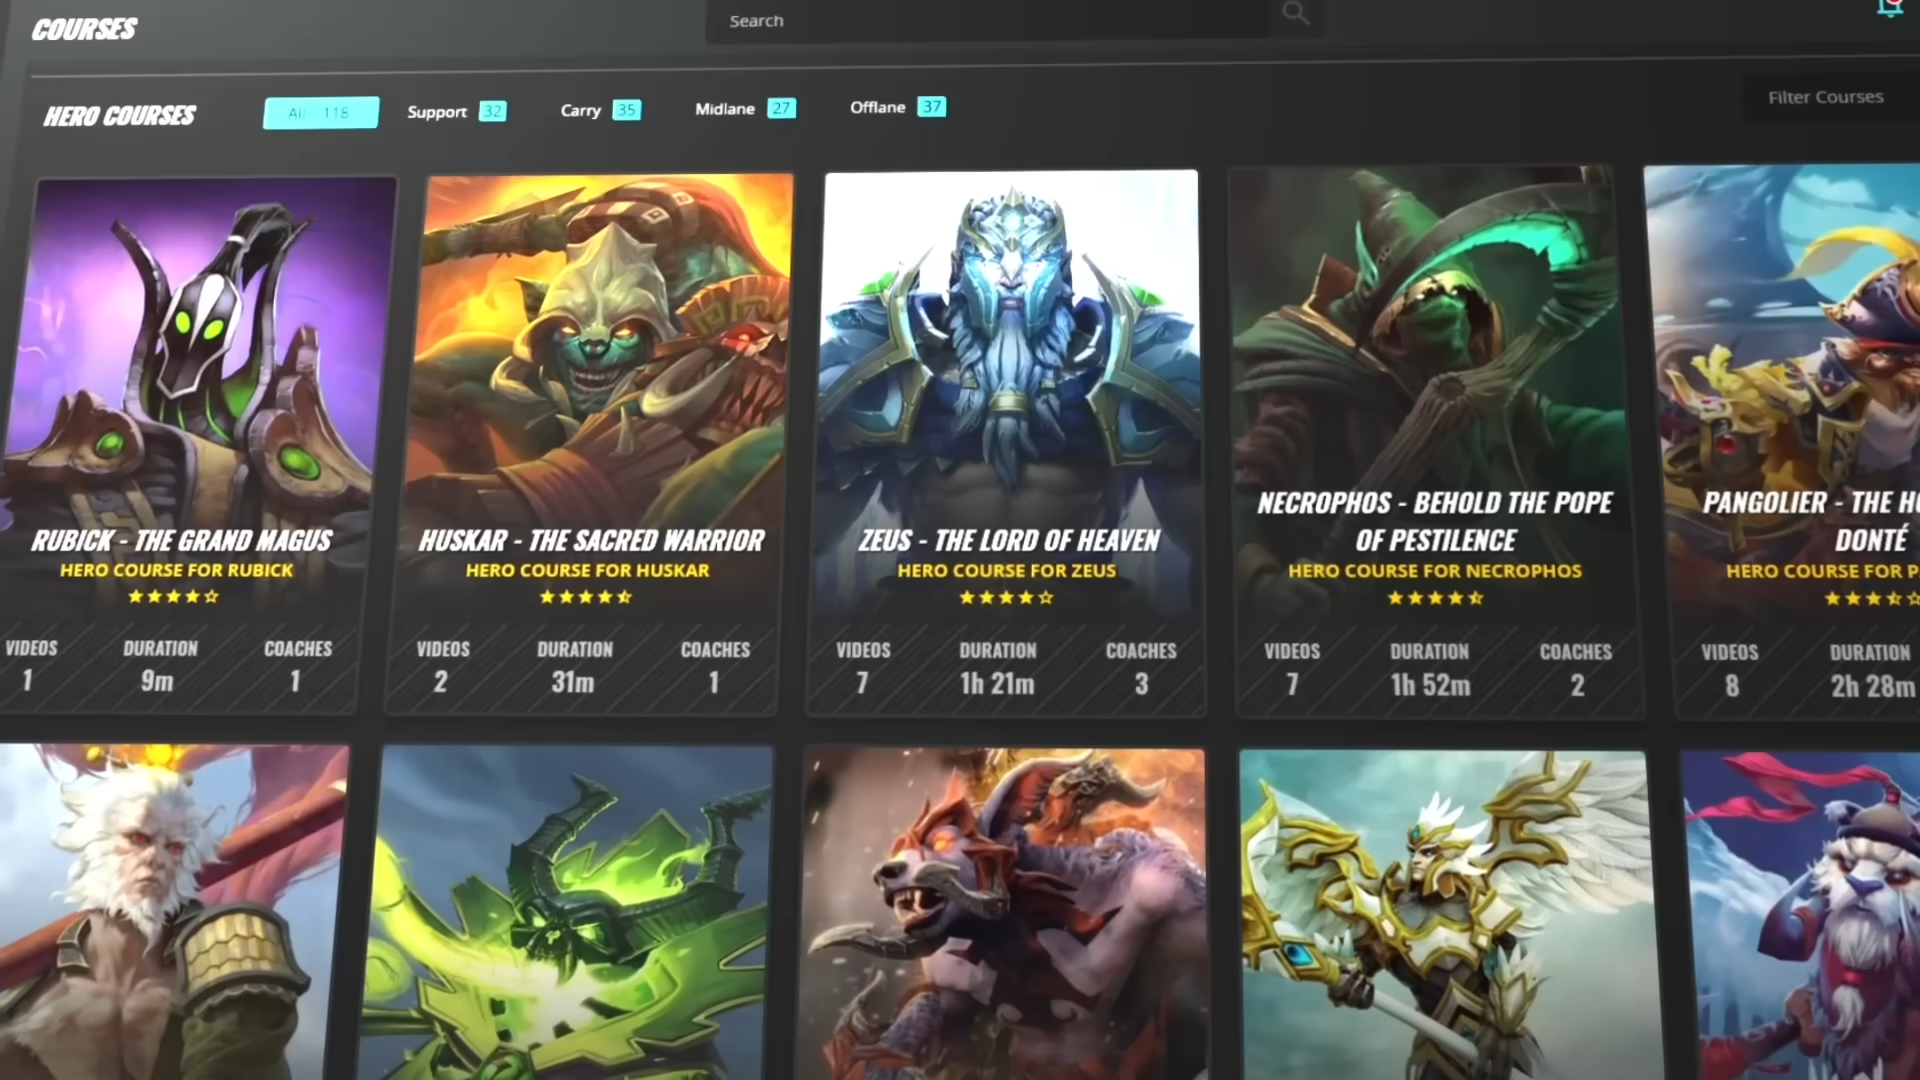 COURSES
Search
HERO COURSES
All 118
Support 32
Carry 35
Midlane 27
Offlane 37
Filter Courses
RUBICK - THE GRAND MAGUS
HERO COURSE FOR RUBICK
VIDEOS DURATION COACHES
1 9m 1
HUSKAR - THE SACRED WARRIOR
HERO COURSE FOR HUSKAR
VIDEOS DURATION COACHES
2 31m 1
ZEUS - THE LORD OF HEAVEN
HERO COURSE FOR ZEUS
VIDEOS DURATION COACHES
7 1h 21m 3
NECROPHOS - BEHOLD THE POPE
OF PESTILENCE
HERO COURSE FOR NECROPHOS
VIDEOS DURATION COACHES
7 1h 52m 2
PANGOLIER - THE
DONTÉ
HERO COURSE FOR
VIDEOS DURATION
8 2h 28m